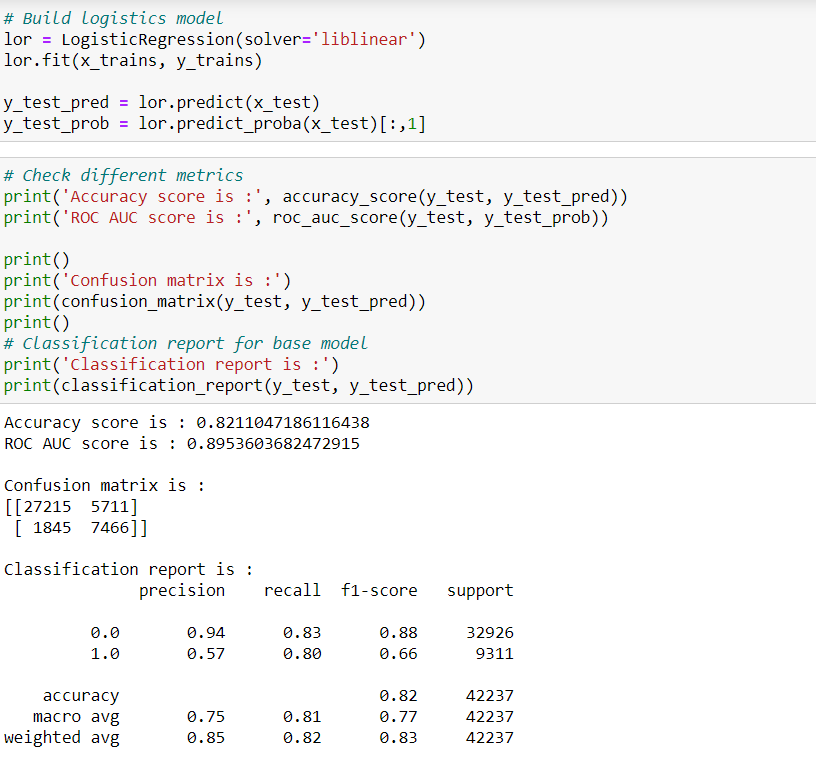 # Build logistics model
lor = LogisticRegression(solver='liblinear')
lor.fit(x_trains, y_trains)
y_test_pred = lor.predict(x_test)
y_test_prob = lor.predict_proba(x_test)[:,1]
# Check different metrics
print('Accuracy score is :', accuracy_score(y_test, y_test_pred))
print('ROC AUC score is :', roc_auc_score(y_test, y_test_prob))
print()
print('Confusion matrix is :')
print(confusion_matrix(y_test, y_test_pred))
print()
# Classification report for base model
print('Classification report is :')
print(classification_report(y_test, y_test_pred))
Accuracy score is : 0.8211047186116438
ROC AUC score is : 0.8953603682472915
Confusion matrix is :
[[27215  5711]
 [ 1845  7466]]
Classification report is :
              precision    recall  f1-score   support
         0.0       0.94      0.83      0.88     32926
         1.0       0.57      0.80      0.66      9311
    accuracy                           0.82     42237
   macro avg       0.75      0.81      0.77     42237
weighted avg       0.85      0.82      0.83     42237